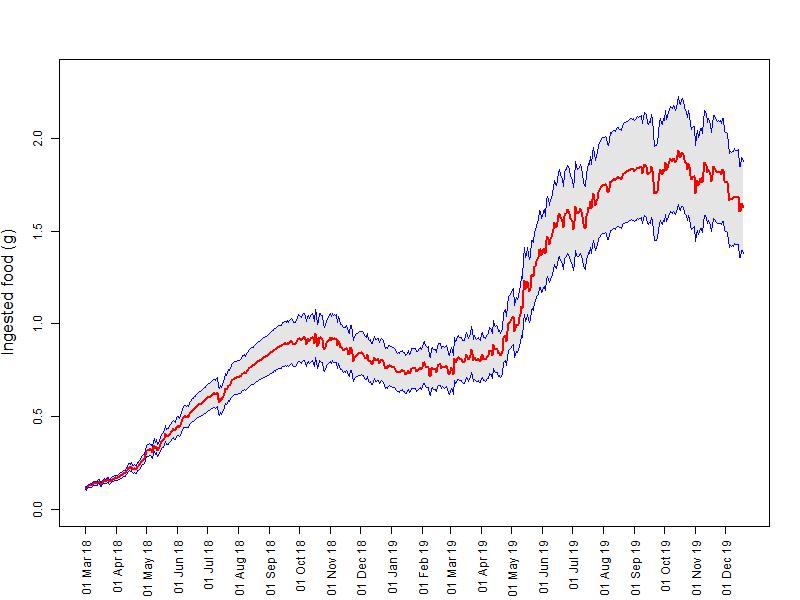 Ingested food (g)
2.0
1.5
1.0
0.5
0.0
01 Mar 18
01 Apr 18
01 May 18
01 Jun 18
01 Jul 18
01 Aug 18
01 Sep 18
01 Oct 18
01 Nov 18
01 Dec 18
01 Jan 19
01 Feb 19
01 Mar 19
01 Apr 19
01 May 19
01 Jun 19
01 Jul 19
01 Aug 19
01 Sep 19
01 Oct 19
01 Nov 19
01 Dec 19